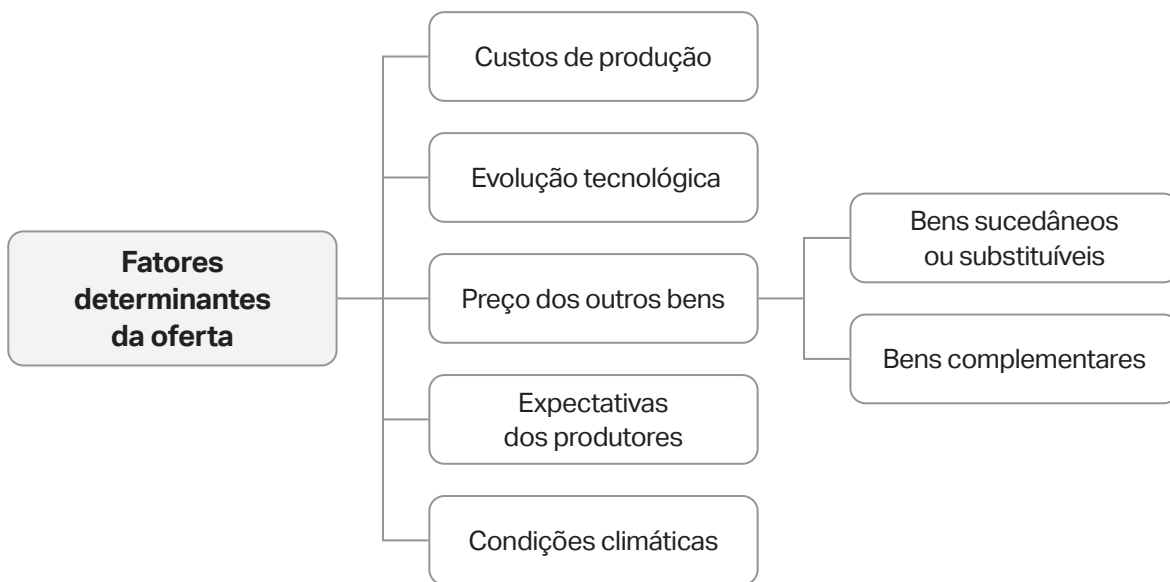 Fatores
determinantes
da oferta
Custos de produção
Evolução tecnológica
Preço dos outros bens
Expectativas
dos produtores
Condições climáticas
Bens sucedâneos
ou substituíveis
Bens complementares